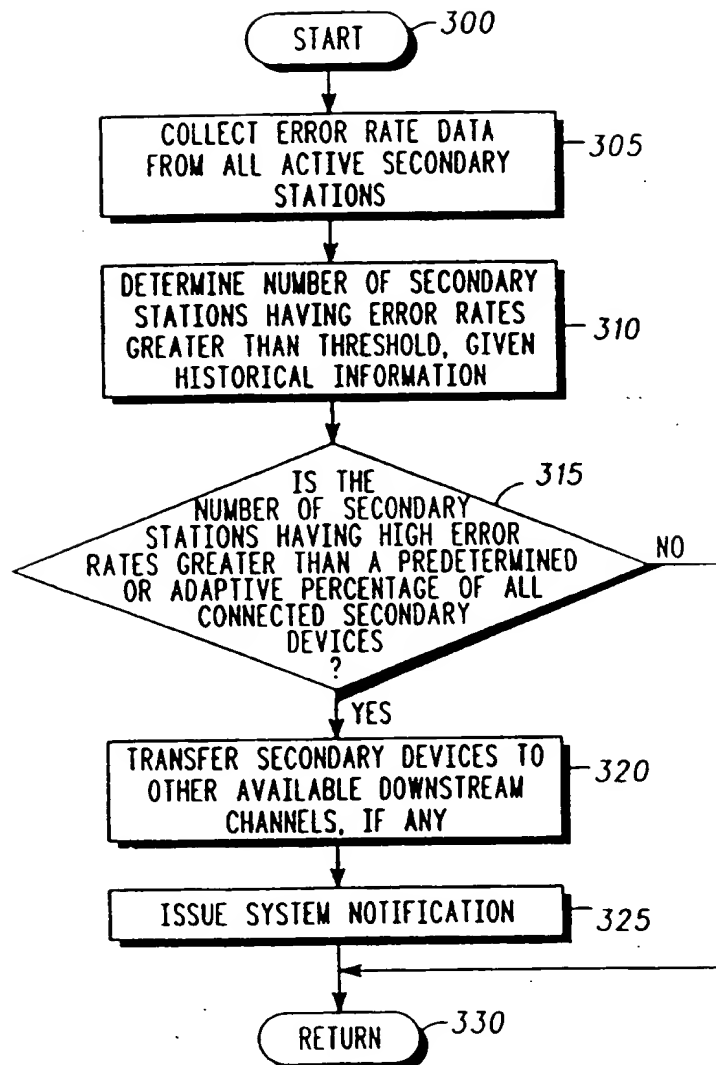 START
300
COLLECT ERROR RATE DATA
FROM ALL ACTIVE SECONDARY
STATIONS
305
DETERMINE NUMBER OF SECONDARY
STATIONS HAVING ERROR RATES
GREATER THAN THRESHOLD, GIVEN
HISTORICAL INFORMATION
310
IS THE
NUMBER OF SECONDARY
STATIONS HAVING HIGH ERROR
RATES GREATER THAN A PREDETERMINED
OR ADAPTIVE PERCENTAGE OF ALL
CONNECTED SECONDARY
DEVICES
?
315
NO
YES
TRANSFER SECONDARY DEVICES TO
OTHER AVAILABLE DOWNSTREAM
CHANNELS, IF ANY
320
ISSUE SYSTEM NOTIFICATION
325
RETURN
330